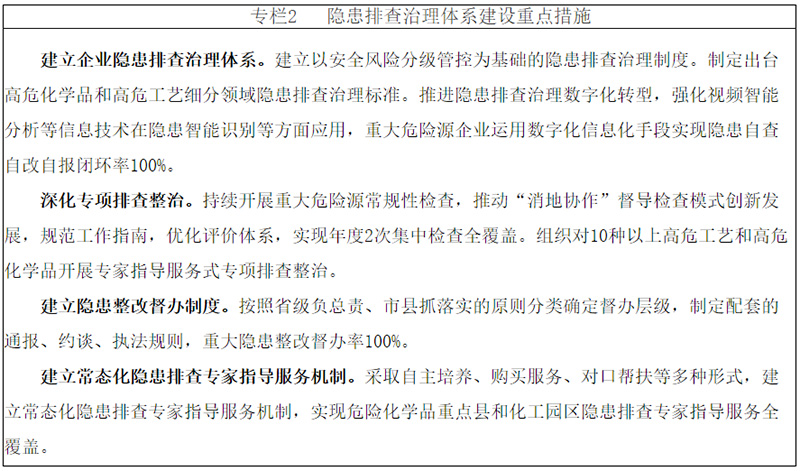 专栏2 隐患排查治理体系建设重点措施
建立企业隐患排查治理体系。建立以安全风险分级管控为基础的隐患排查治理制度。制定出台
高危化学品和高危工艺细分领域隐患排查治理标准。推进隐患排查治理数字化转型，强化视频智能
分析等信息技术在隐患智能识别等方面应用，重大危险源企业运用数字化信息化手段实现隐患自查
自改自报闭环率100%。
深化专项排查整治。持续开展重大危险源常规性检查，推动“消地协作”督导检查模式创新发
展，规范工作指南，优化评价体系，实现年度2次集中检查全覆盖。组织对10种以上高危工艺和高危
化学品开展专家指导服务式专项排查整治。
建立隐患整改督办制度。按照省级负总责、市县抓落实的原则分类确定督办层级，制定配套的
通报、约谈、执法规则，重大隐患整改督办率100%。
建立常态化隐患排查专家指导服务机制。采取自主培养、购买服务、对口帮扶等多种形式，建
立常态化隐患排查专家指导服务机制，实现危险化学品重点县和化工园区隐患排查专家指导服务全
覆盖。